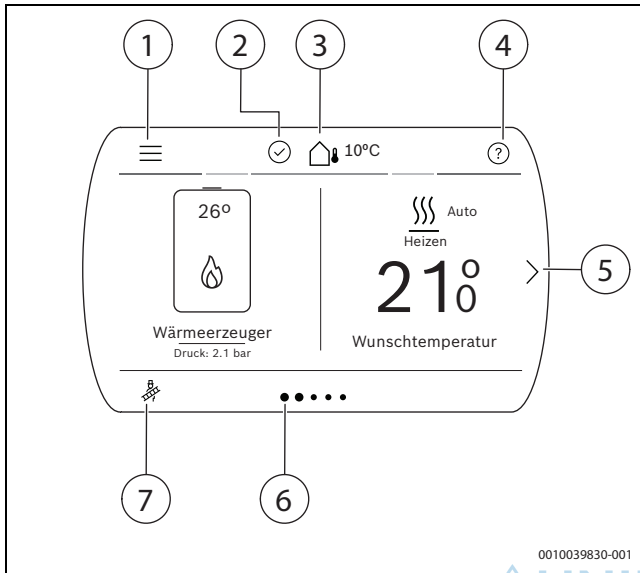 1 2 3 4
10°C
?
26°
Auto
Heizen
21°0
5
Wärmeerzeuger
Druck: 2.1 bar
Wunschtemperatur
7 6
0010039830-001